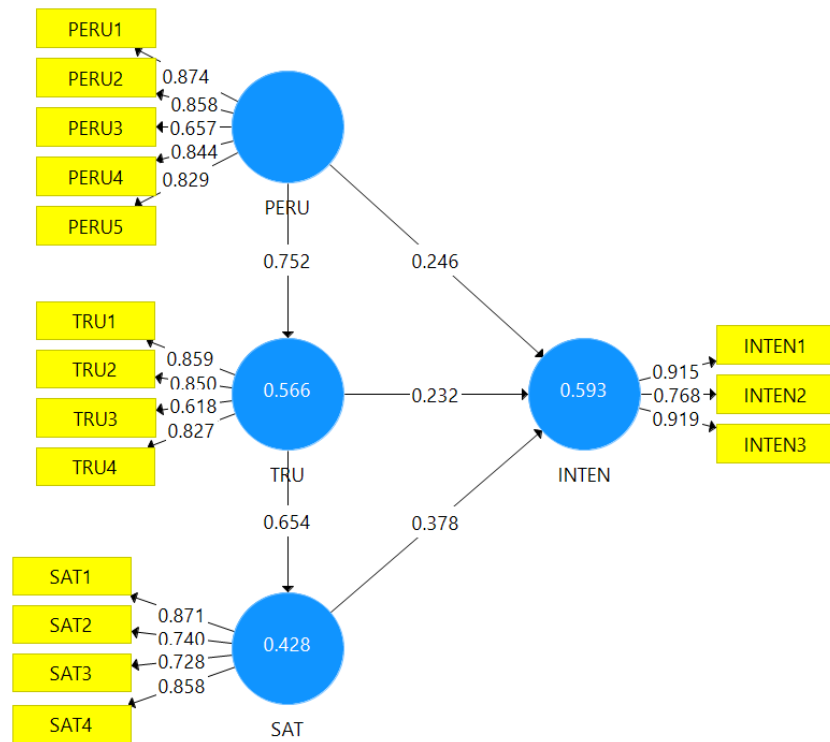 PERU1
PERU2
PERU3
PERU4
PERU5
0.874
0.858
0.657
0.844
0.829
PERU
0.752
0.246
TRU1
TRU2
TRU3
TRU4
0.859
0.850
0.618
0.827
0.566
TRU
0.232
0.593
INTEN
0.915
0.768
0.919
INTEN1
INTEN2
INTEN3
0.654
0.378
SAT1
SAT2
SAT3
SAT4
0.871
0.740
0.728
0.858
0.428
SAT